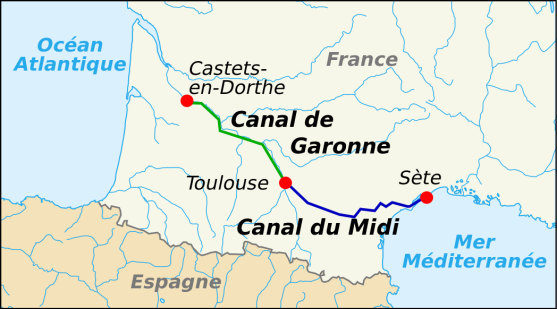 Océan
Atlantique
France
Castets-
en-Dorthe
Canal de
Garonne
Toulouse
Sète
Canal du Midi
Mer
Méditerranée
Espagne